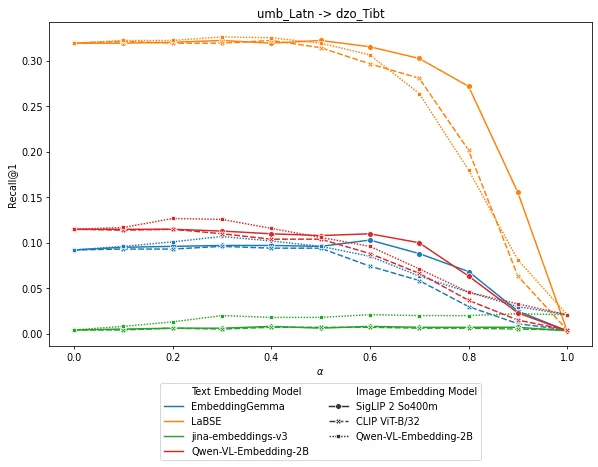 umb_Latn -> dzo_Tibt
Recall@1
0.30
0.25
0.20
0.15
0.10
0.05
0.00
0.0 0.2 0.4 0.6 0.8 1.0
α
Text Embedding Model Image Embedding Model
EmbeddingGemma SigLIP 2 So400m
LaBSE CLIP ViT-B/32
jina-embeddings-v3 Qwen-VL-Embedding-2B
Qwen-VL-Embedding-2B